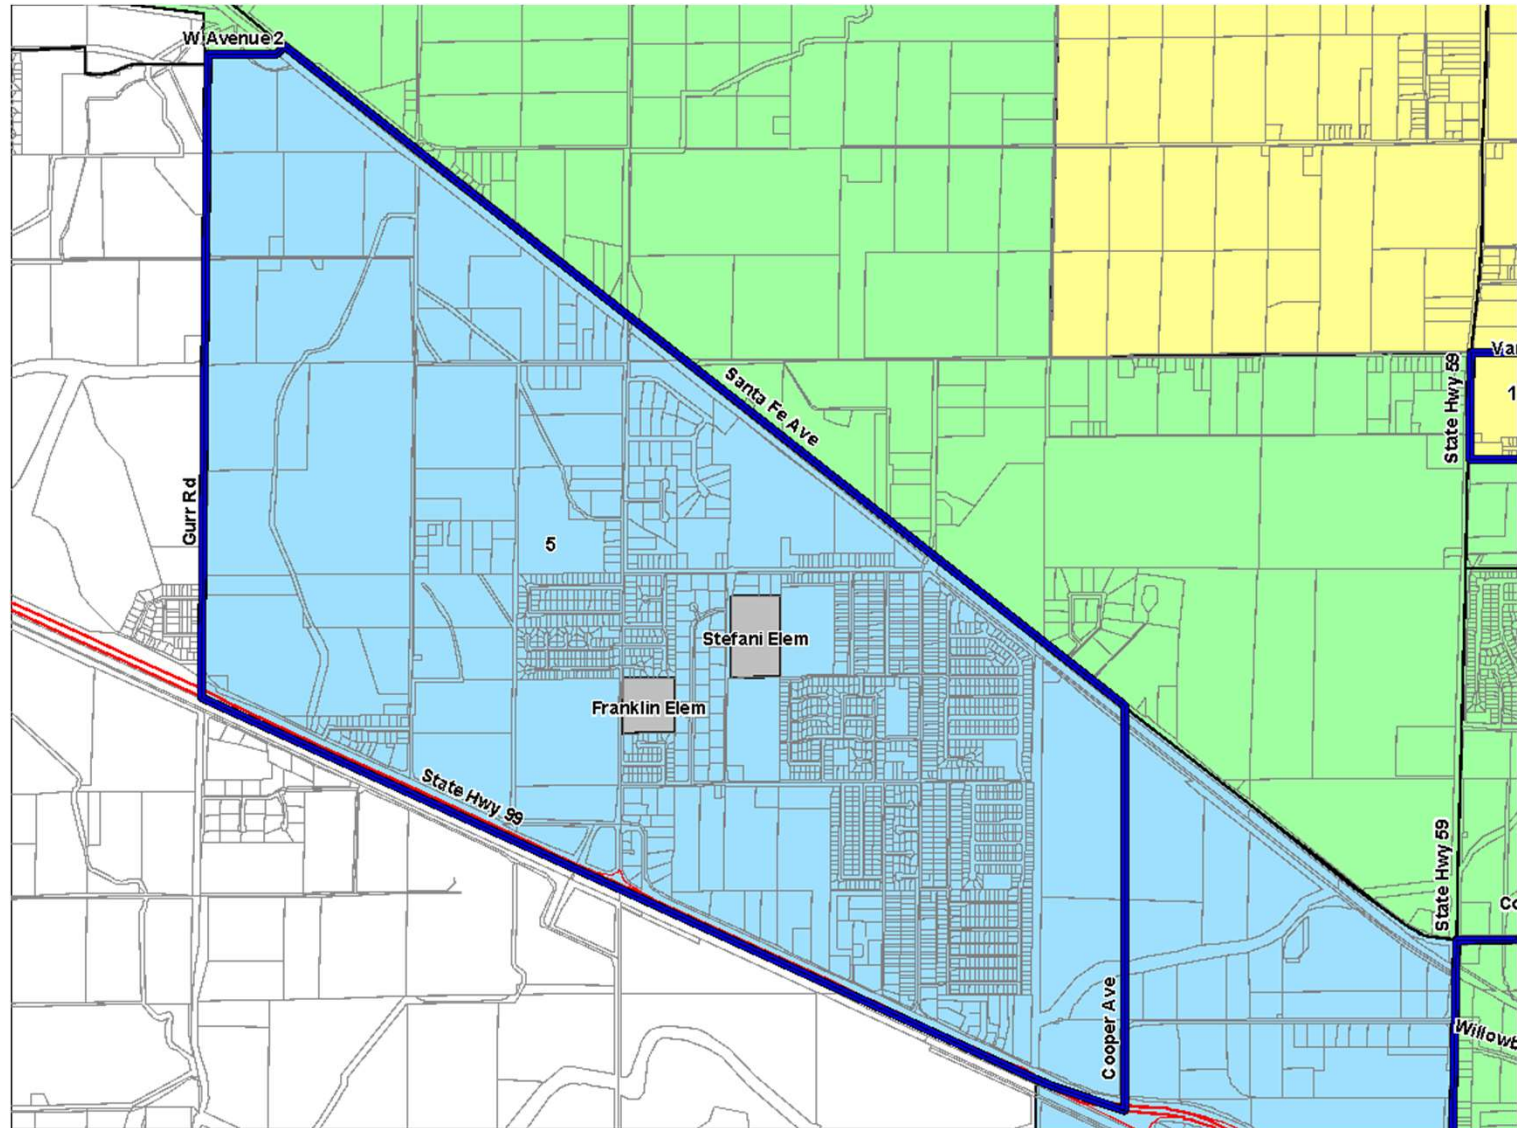 W Avenue 2
Santa Fe Ave
State Hwy 59
1
Gurr Rd
5
Stefani Elem
Franklin Elem
State Hwy 99
State Hwy 59
Cooper Ave